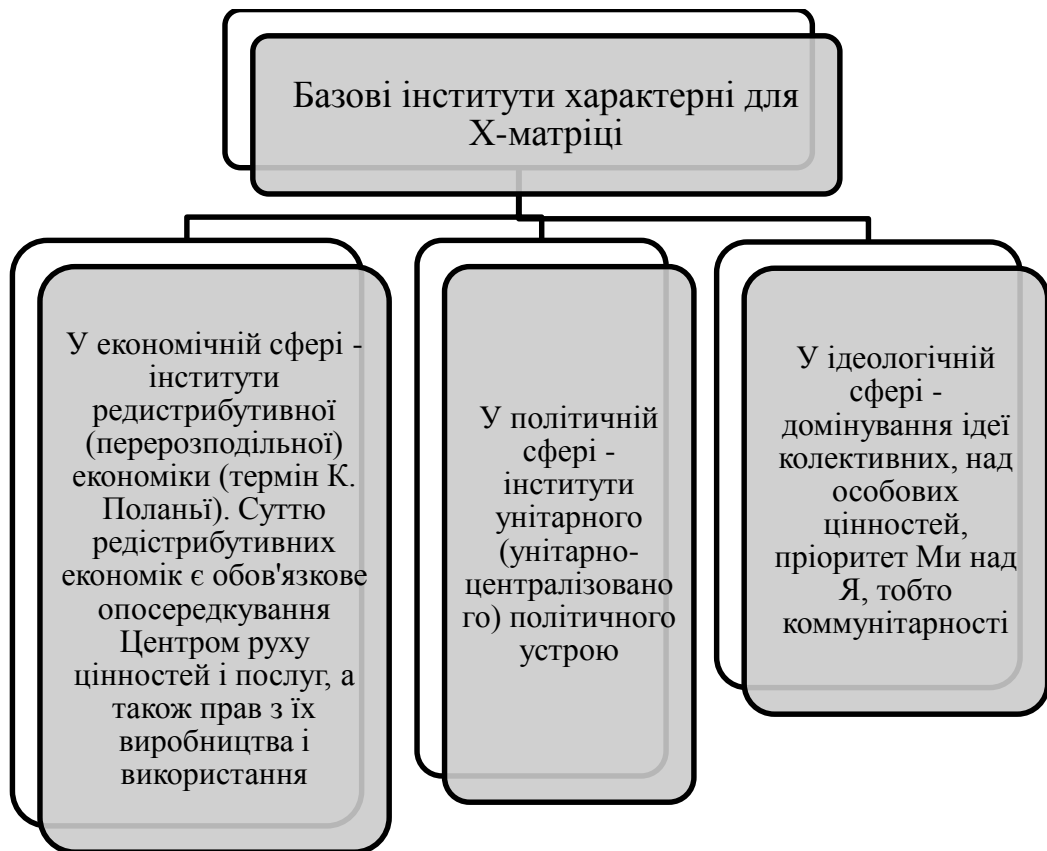 Базові інститути характерні для
Х-матріці
У економічній сфері -
інститути
редистрибутивної
(перерозподільної)
економіки (термін К.
Поланьї). Суттю
редістрибутивних
економік є обов'язкове
опосередкування
Центром руху
цінностей і послуг, а
також прав з їх
виробництва і
використання
У політичній
сфері -
інститути
унітарного
(унітарно-
централізовано
го) політичного
устрою
У ідеологічній
сфері -
домінування ідеї
колективних, над
особових
цінностей,
пріоритет Ми над
Я, тобто
коммунітарності